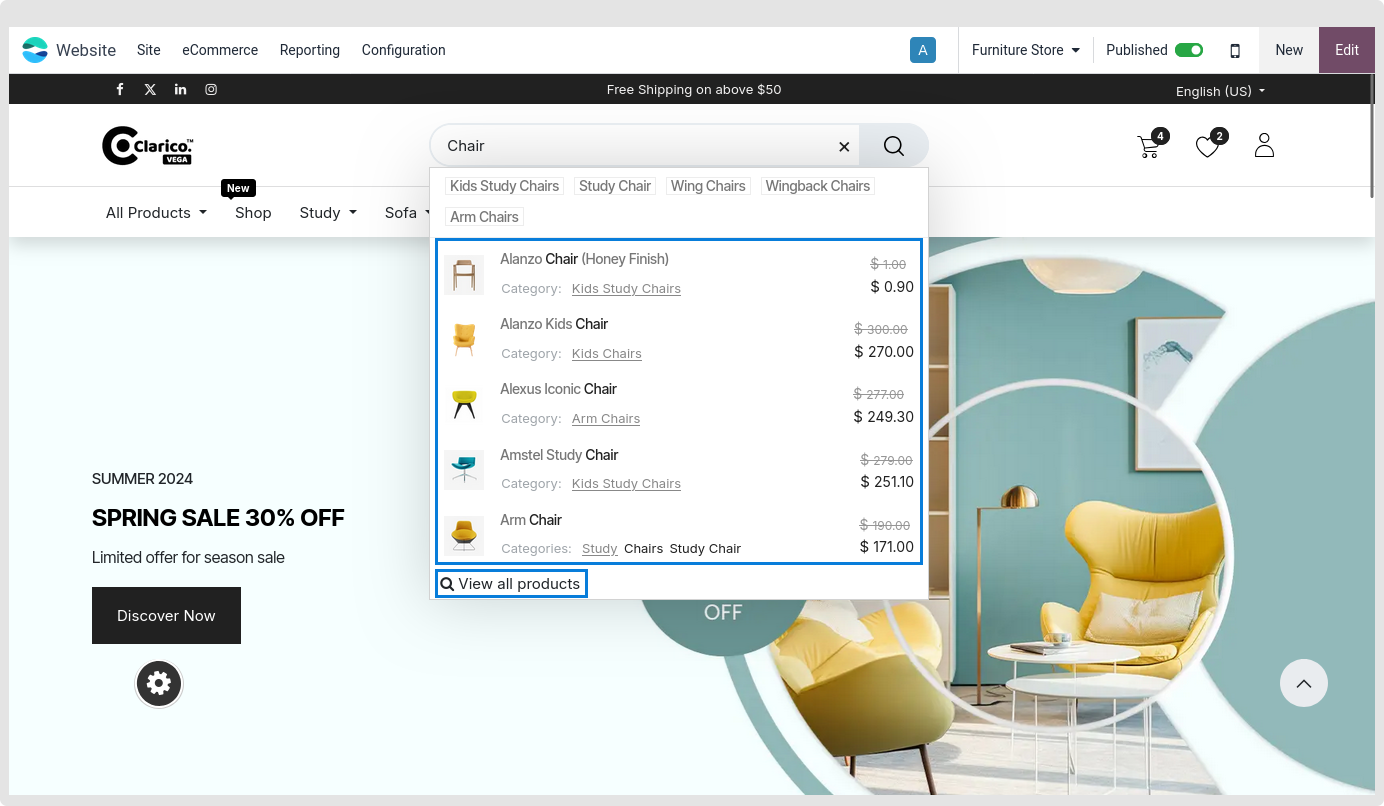 Website Site eCommerce Reporting Configuration A Furniture Store Published New Edit
Free Shipping on above $50 English (US)
Clarico.™ VEGA
Chair
4 2
Kids Study Chairs Study Chair Wing Chairs Wingback Chairs
Arm Chairs
New
All Products Shop Study Sofa
Alanzo Chair (Honey Finish) $ 1.00
Category: Kids Study Chairs $ 0.90
Alanzo Kids Chair $ 300.00
Category: Kids Chairs $ 270.00
Alexus Iconic Chair $ 277.00
Category: Arm Chairs $ 249.30
Amstel Study Chair $ 279.00
Category: Kids Study Chairs $ 251.10
Arm Chair $ 190.00
Categories: Study Chairs Study Chair $ 171.00
View all products
SUMMER 2024
SPRING SALE 30% OFF
Limited offer for season sale
Discover Now
OFF